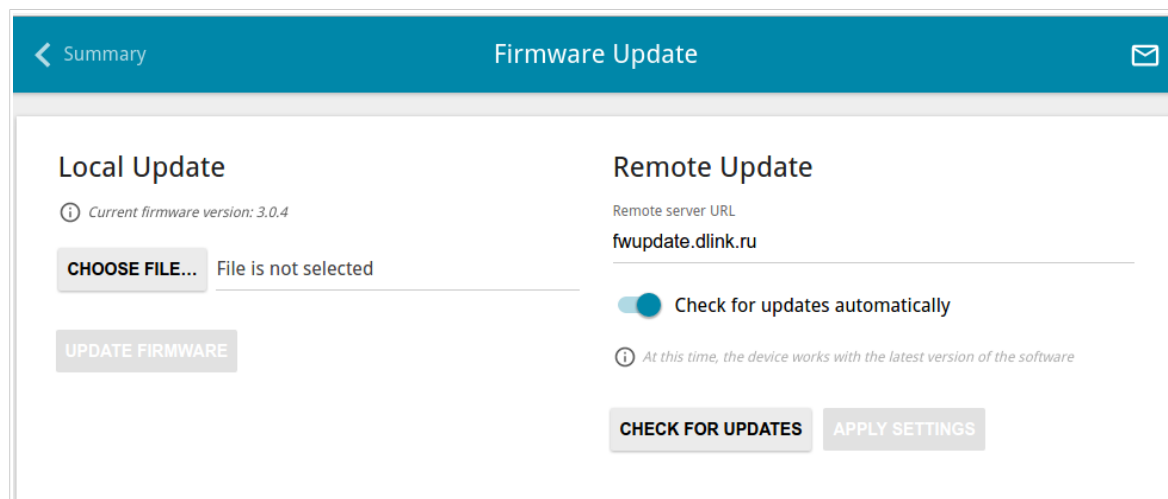 Summary
Firmware Update
Local Update
Current firmware version: 3.0.4
CHOOSE FILE...
File is not selected
UPDATE FIRMWARE
Remote Update
Remote server URL
fwupdate.dlink.ru
Check for updates automatically
At this time, the device works with the latest version of the software
CHECK FOR UPDATES
APPLY SETTINGS